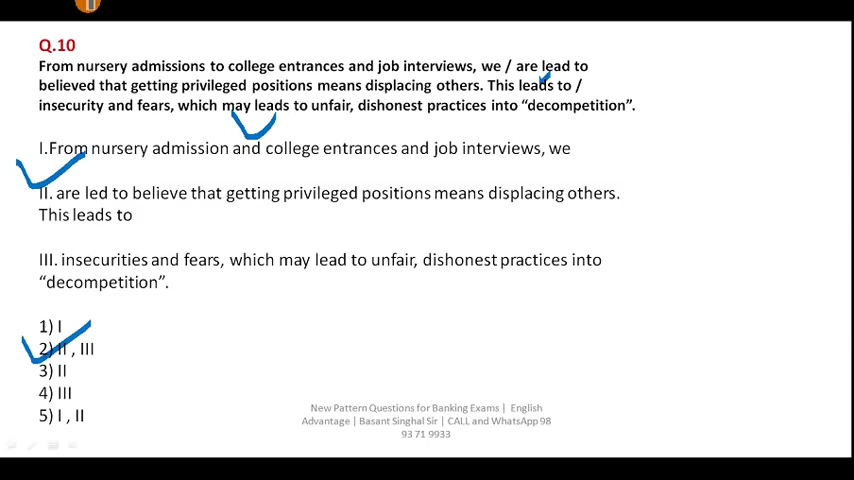 Q.10
From nursery admissions to college entrances and job interviews, we / are lead to
believed that getting privileged positions means displacing others. This leads to /
insecurity and fears, which may leads to unfair, dishonest practices into “decompetition”.
I.From nursery admission and college entrances and job interviews, we
II. are led to believe that getting privileged positions means displacing others.
This leads to
III. insecurities and fears, which may lead to unfair, dishonest practices into
“decompetition”.
1) I
2) II , III
3) II
4) III
5) I , II
New Pattern Questions for Banking Exams | English
Advantage | Basant Singhal Sir | CALL and WhatsApp 98
93 71 9933